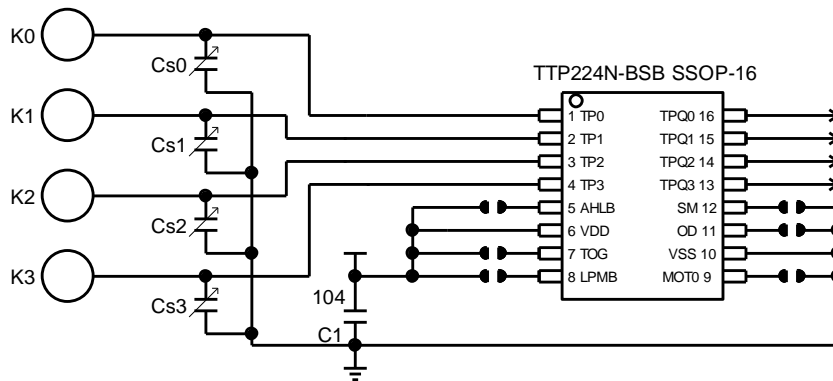 K0
Cs0
K1
Cs1
K2
Cs2
K3
Cs3
104
C1
TTP224N-BSB SSOP-16
1 TP0 TPQ0 16
2 TP1 TPQ1 15
3 TP2 TPQ2 14
4 TP3 TPQ3 13
5 AHLB SM 12
6 VDD OD 11
7 TOG VSS 10
8 LPMB MOT0 9